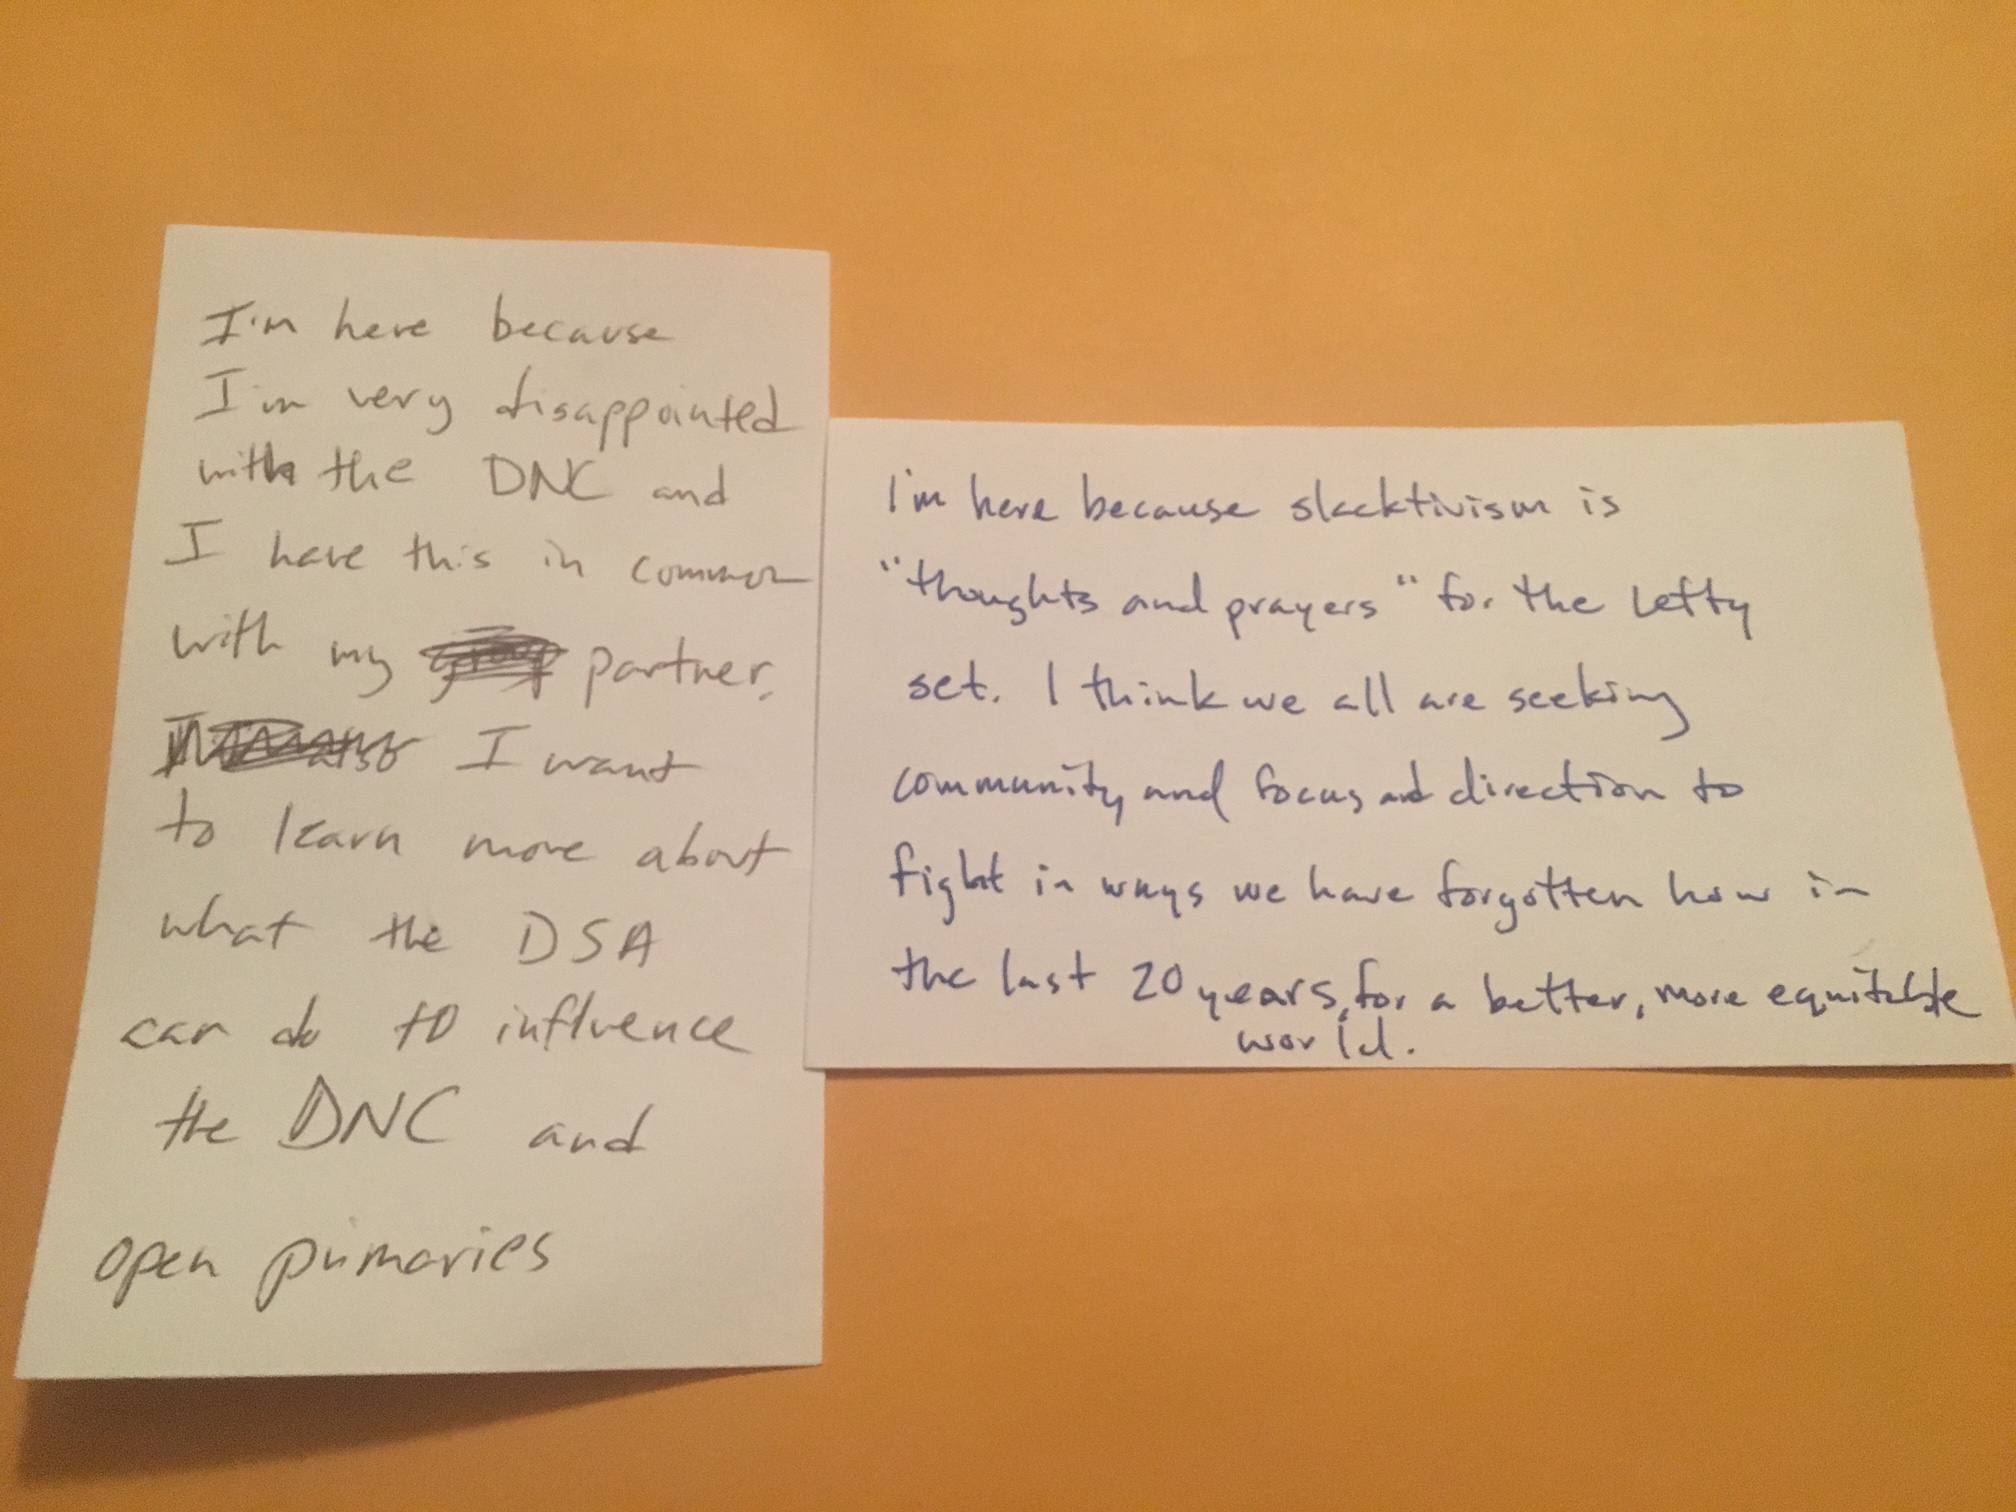 I'm here because
I'm very disappointed
with the DNC and
I have this in common
with my group partner.
also I want
to learn more about
what the DSA
can do to influence
the DNC and
open primaries
I'm here because slacktivism is
"thoughts and prayers" for the lefty
set. I think we all are seeking
community and focus and direction to
fight in ways we have forgotten how in
the last 20 years, for a better, more equitable
world.